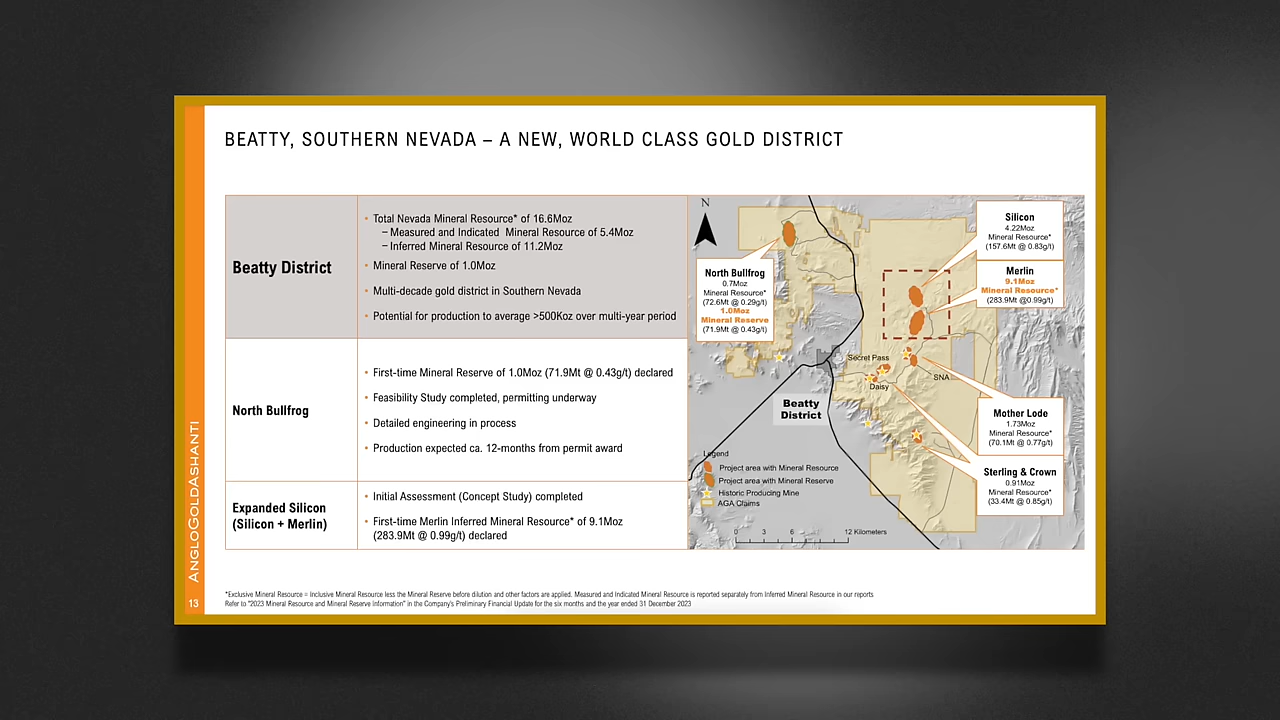 BEATTY, SOUTHERN NEVADA – A NEW, WORLD CLASS GOLD DISTRICT
Beatty District
• Total Nevada Mineral Resource* of 16.6Moz
– Measured and Indicated Mineral Resource of 5.4Moz
– Inferred Mineral Resource of 11.2Moz
• Mineral Reserve of 1.0Moz
• Multi-decade gold district in Southern Nevada
• Potential for production to average >500Koz over multi-year period
North Bullfrog
• First-time Mineral Reserve of 1.0Moz (71.9Mt @ 0.43g/t) declared
• Feasibility Study completed, permitting underway
• Detailed engineering in process
• Production expected ca. 12-months from permit award
Expanded Silicon
(Silicon + Merlin)
• Initial Assessment (Concept Study) completed
• First-time Merlin Inferred Mineral Resource* of 9.1Moz
(283.9Mt @ 0.99g/t) declared
N
North Bullfrog
0.7Moz
Mineral Resource*
(72.6Mt @ 0.29g/t)
1.0Moz
Mineral Reserve
(71.9Mt @ 0.43g/t)
Silicon
4.22Moz
Mineral Resource*
(157.6Mt @ 0.83g/t)
Merlin
9.1Moz
Mineral Resource*
(283.9Mt @0.99g/t)
Secret Pass
SNA
Daisy
Beatty
District
Mother Lode
1.73Moz
Mineral Resource*
(70.1Mt @ 0.77g/t)
Sterling & Crown
0.91Moz
Mineral Resource*
(33.4Mt @ 0.85g/t)
Legend
Project area with Mineral Resource
Project area with Mineral Reserve
Historic Producing Mine
AGA Claims
0 3 6 12 Kilometers
ANGLOGOLDASHANTI
13
*Exclusive Mineral Resource = Inclusive Mineral Resource less the Mineral Reserve before dilution and other factors are applied. Measured and Indicated Mineral Resource is reported separately from Inferred Mineral Resource in our reports
Refer to "2023 Mineral Resource and Mineral Reserve Information" in the Company's Preliminary Financial Update for the six months and the year ended 31 December 2023